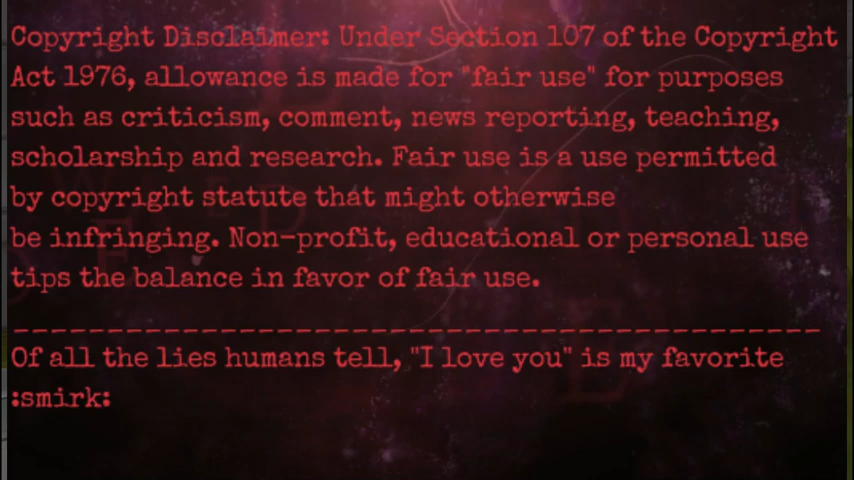 Copyright Disclaimer: Under Section 107 of the Copyright
Act 1976, allowance is made for "fair use" for purposes
such as criticism, comment, news reporting, teaching,
scholarship and research. Fair use is a use permitted
by copyright statute that might otherwise
be infringing. Non-profit, educational or personal use
tips the balance in favor of fair use.
_ _ _ _ _ _ _ _ _ _ _ _ _ _ _ _ _ _ _ _ _ _ _ _ _ _ _ _ _ _ _ _ _ _ _ _ _ _ _ _ _ _ _ _
Of all the lies humans tell, "I love you" is my favorite
:smirk: